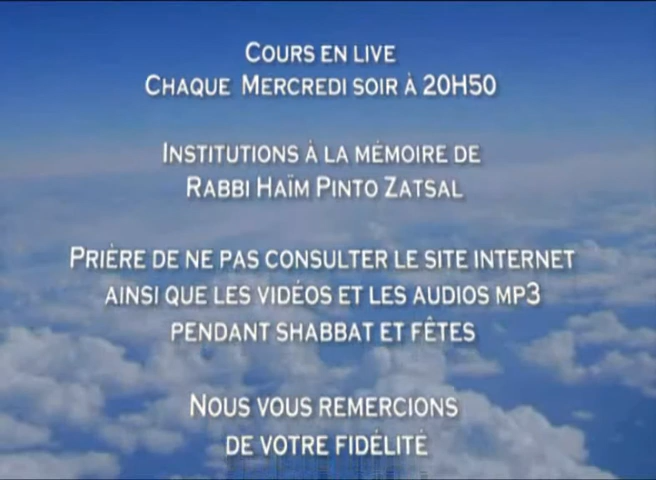 COURS EN LIVE
CHAQUE MERCREDI SOIR À 20H50
INSTITUTIONS À LA MÉMOIRE DE
RABBI HAÏM PINTO ZATSAL
PRIÈRE DE NE PAS CONSULTER LE SITE INTERNET
AINSI QUE LES VIDÉOS ET LES AUDIOS MP3
PENDANT SHABBAT ET FÊTES
NOUS VOUS REMERCIONS
DE VOTRE FIDÉLITÉ